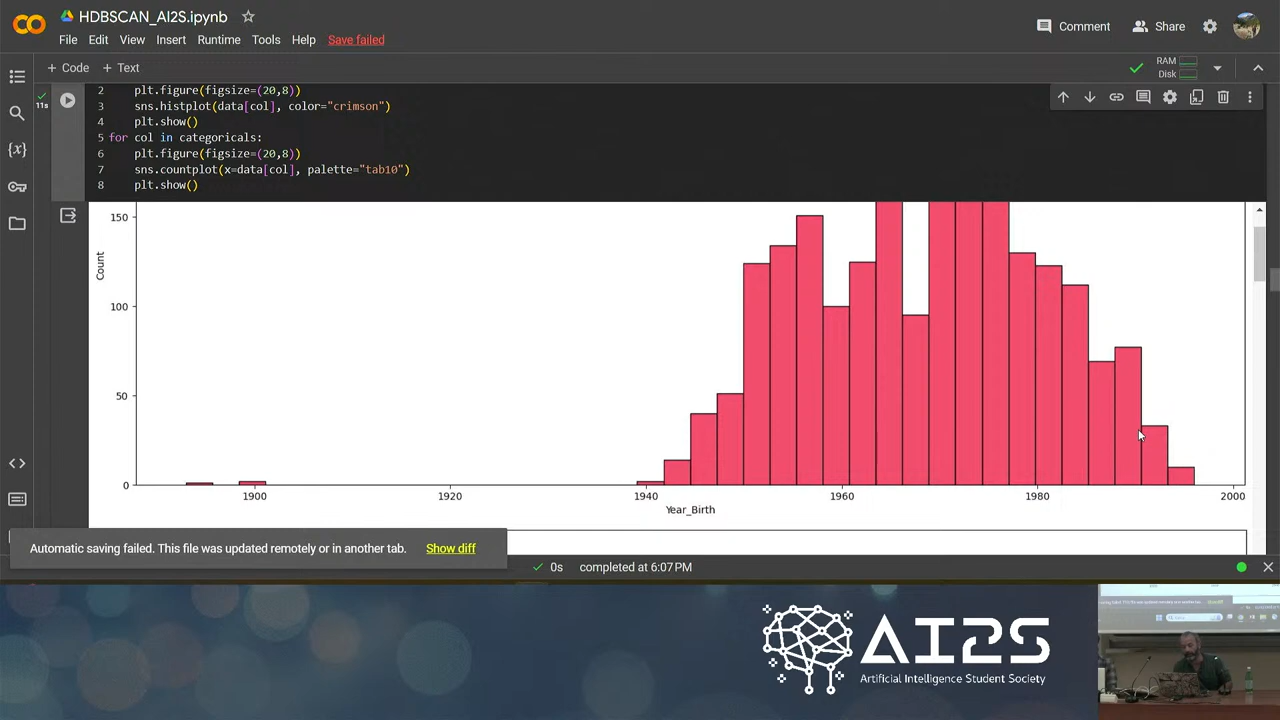 HDBSCAN_AI2S.ipynb
File Edit View Insert Runtime Tools Help Save failed
Comment Share
+ Code + Text
RAM
Disk
11s
2 plt.figure(figsize=(20,8))
3 sns.histplot(data[col], color="crimson")
4 plt.show()
5 for col in categoricals:
6 plt.figure(figsize=(20,8))
7 sns.countplot(x=data[col], palette="tab10")
8 plt.show()
150
100
50
0
Count
1900 1920 1940 1960 1980 2000
Year_Birth
Automatic saving failed. This file was updated remotely or in another tab. Show diff
0s completed at 6:07 PM
AI2S
Artificial Intelligence Student Society